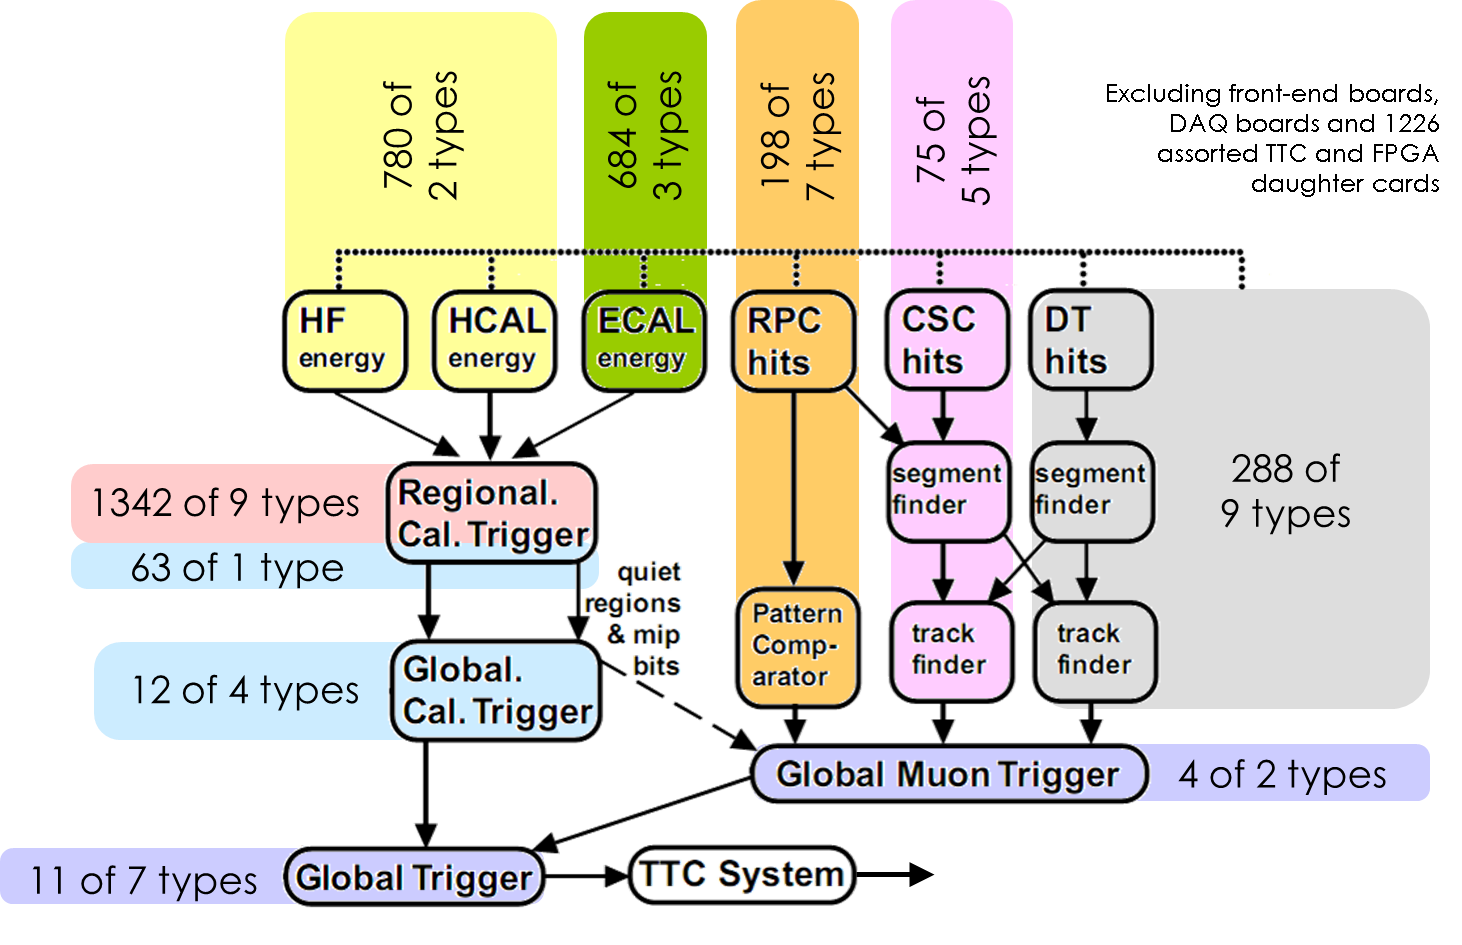 780 of
2 types
684 of
3 types
198 of
7 types
75 of
5 types
Excluding front-end boards,
DAQ boards and 1226
assorted TTC and FPGA
daughter cards
HF
energy
HCAL
energy
ECAL
energy
RPC
hits
CSC
hits
DT
hits
1342 of 9 types
Regional.
Cal. Trigger
segment
finder
segment
finder
288 of
9 types
63 of 1 type
quiet
regions
& mip
bits
Pattern
Comp-
arator
track
finder
track
finder
12 of 4 types
Global.
Cal. Trigger
Global Muon Trigger
4 of 2 types
11 of 7 types
Global Trigger
TTC System